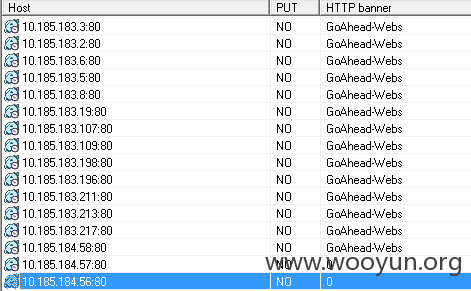 Host PUT HTTP banner
10.185.183.3:80 NO GoAhead-Webs
10.185.183.2:80 NO GoAhead-Webs
10.185.183.6:80 NO GoAhead-Webs
10.185.183.5:80 NO GoAhead-Webs
10.185.183.8:80 NO GoAhead-Webs
10.185.183.19:80 NO GoAhead-Webs
10.185.183.107:80 NO GoAhead-Webs
10.185.183.109:80 NO GoAhead-Webs
10.185.183.198:80 NO GoAhead-Webs
10.185.183.196:80 NO GoAhead-Webs
10.185.183.211:80 NO GoAhead-Webs
10.185.183.213:80 NO GoAhead-Webs
10.185.183.217:80 NO GoAhead-Webs
10.185.184.58:80 NO GoAhead-Webs
10.185.184.57:80 NO 0
10.185.184.56:80 NO 0
www.wooyun.org